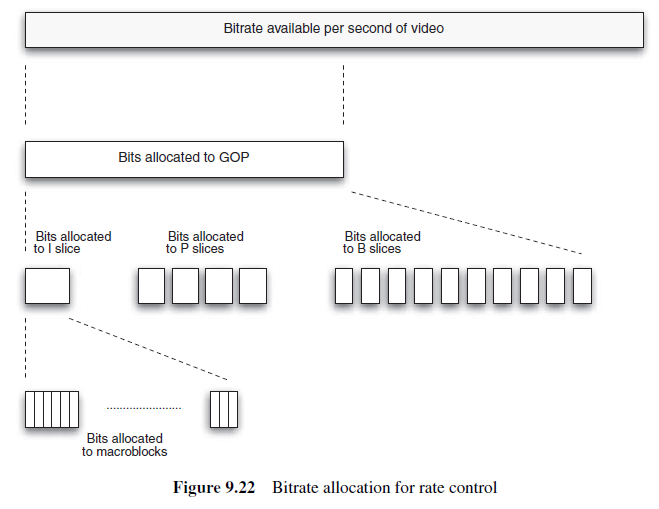 Bitrate available per second of video
Bits allocated to GOP
Bits allocated
to I slice
Bits allocated
to P slices
Bits allocated
to B slices
Bits allocated
to macroblocks
Figure 9.22 Bitrate allocation for rate control